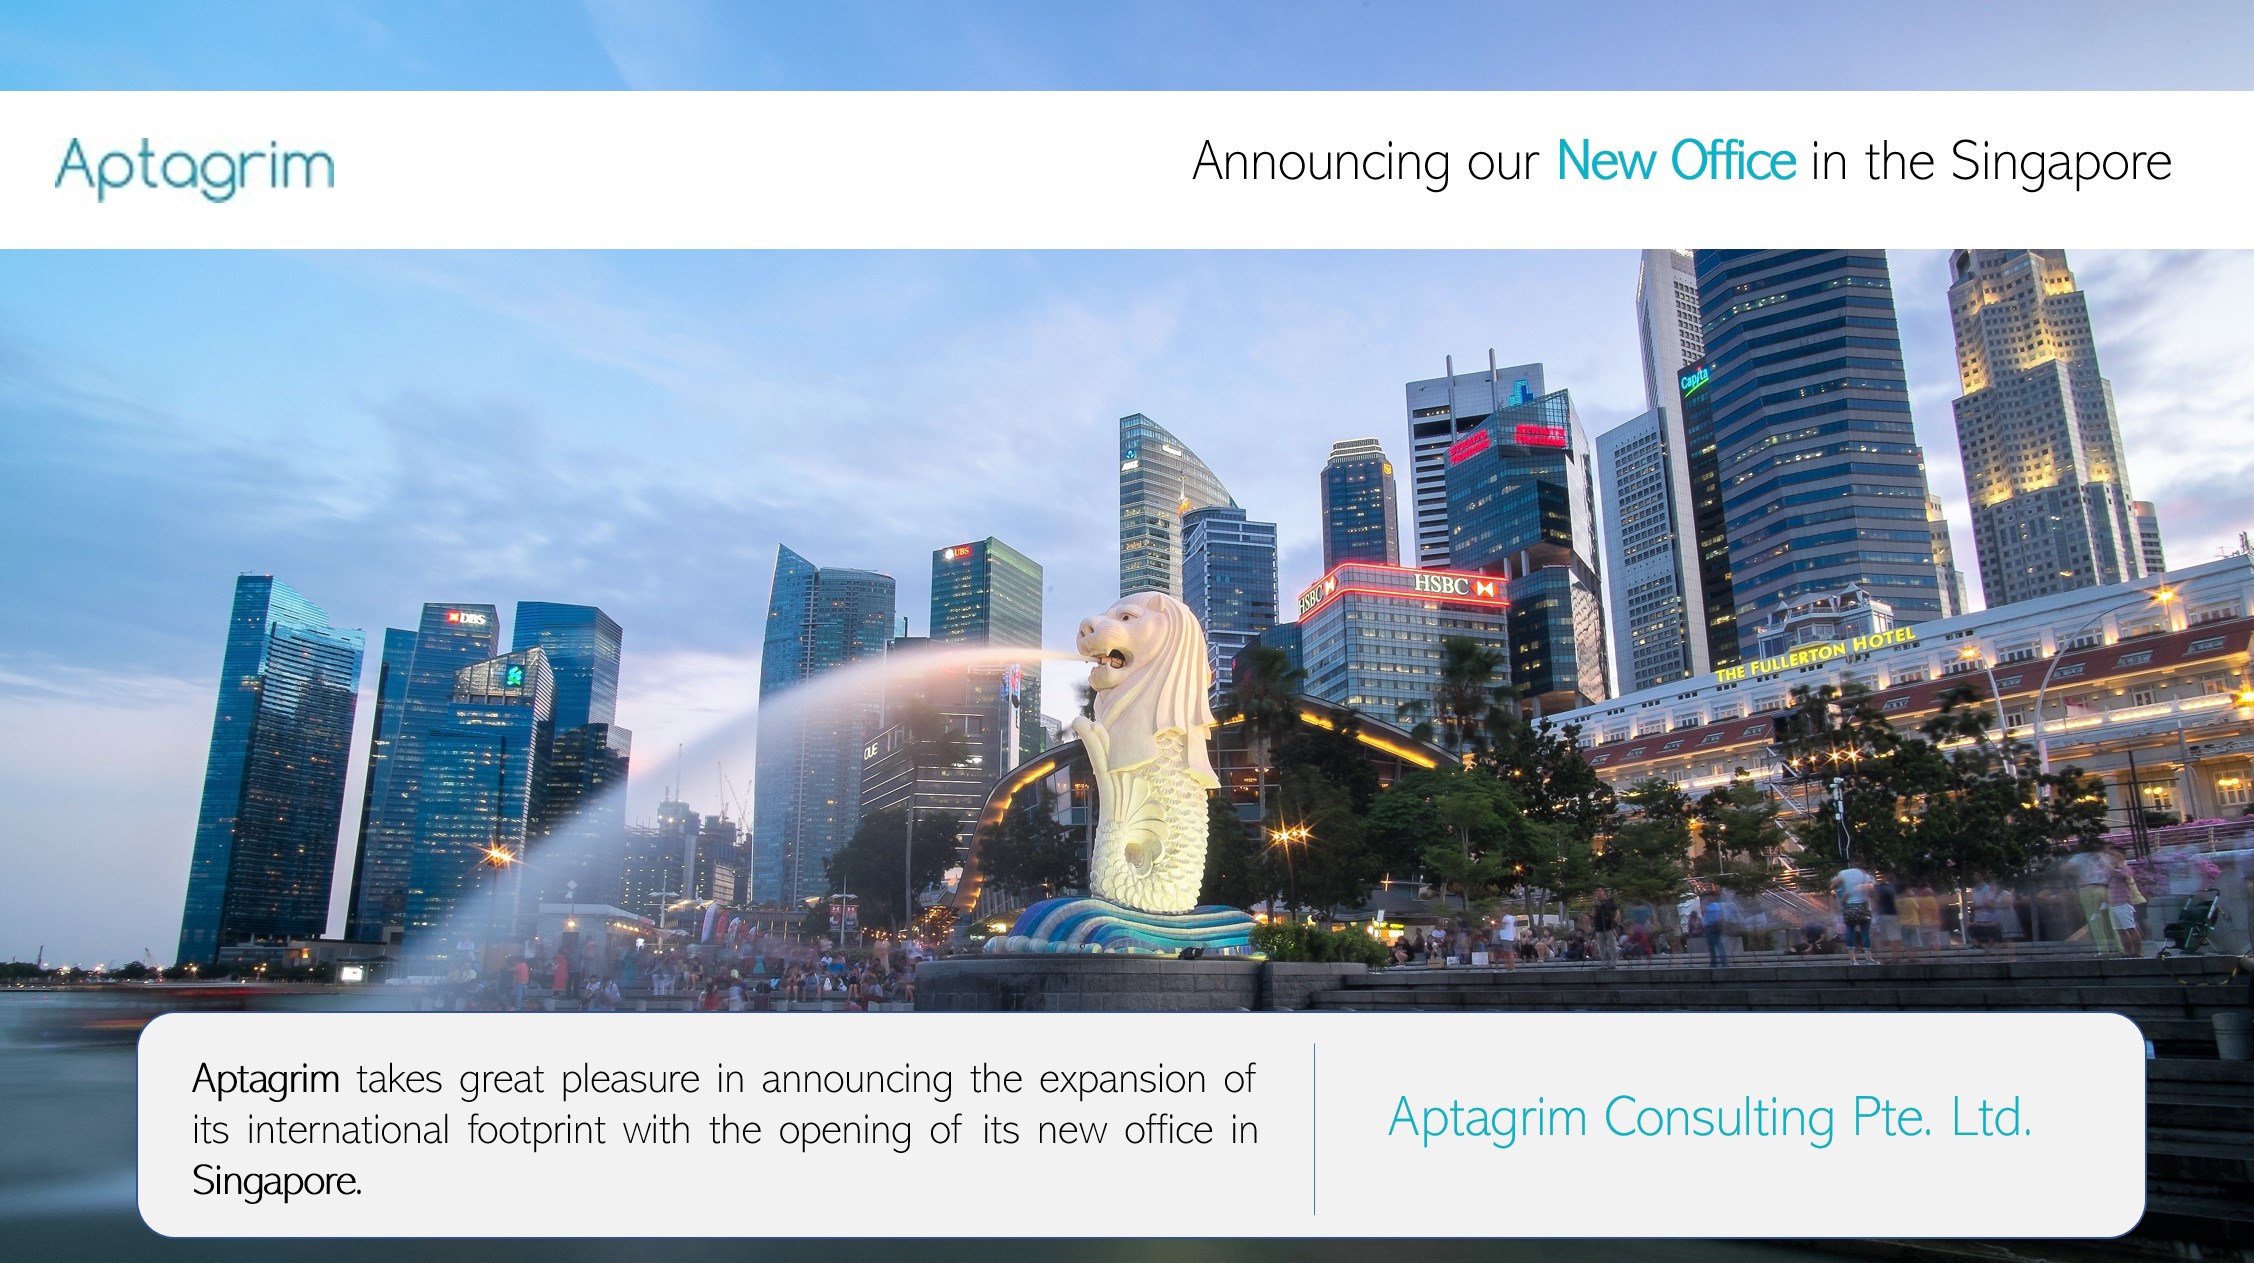 Aptagrim
Announcing our New Office in the Singapore
Capita
UBS
DBS
HSBC
HSBC
THE FULLERTON HOTEL
OUE
Aptagrim takes great pleasure in announcing the expansion of
its international footprint with the opening of its new office in
Singapore.
Aptagrim Consulting Pte. Ltd.